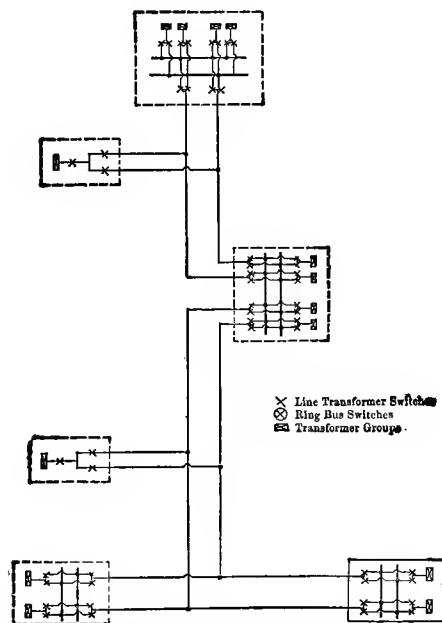 Line Transformer Switches
Ring Bus Switches
Transformer Groups.